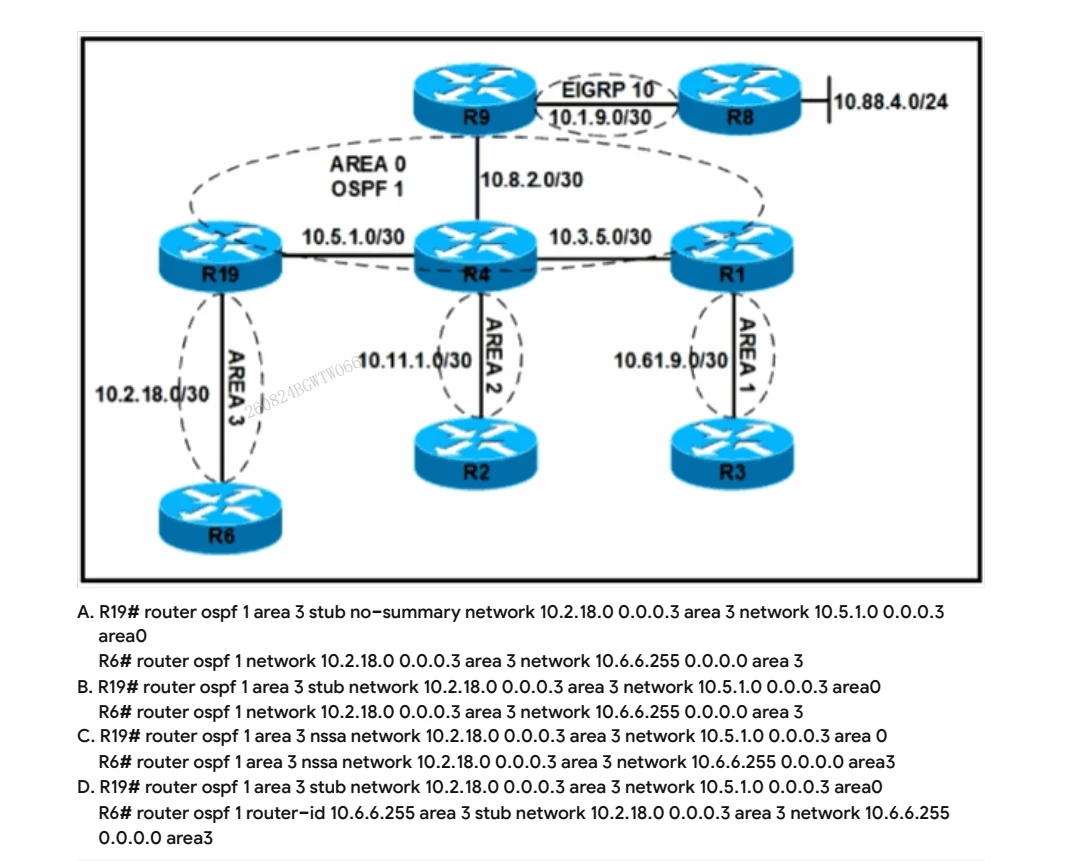 EIGRP 10
10.1.9.0/30
R9
R8
10.88.4.0/24
AREA 0
OSPF 1
10.8.2.0/30
10.5.1.0/30
10.3.5.0/30
R19
R4
R1
10.2.18.0/30
AREA 3
260824BGWTW066
10.11.1.0/30
AREA 2
10.61.9.0/30
AREA 1
R2
R3
R6
A. R19# router ospf 1 area 3 stub no-summary network 10.2.18.0 0.0.0.3 area 3 network 10.5.1.0 0.0.0.3
area0
R6# router ospf 1 network 10.2.18.0 0.0.0.3 area 3 network 10.6.6.255 0.0.0.0 area 3
B. R19# router ospf 1 area 3 stub network 10.2.18.0 0.0.0.3 area 3 network 10.5.1.0 0.0.0.3 area0
R6# router ospf 1 network 10.2.18.0 0.0.0.3 area 3 network 10.6.6.255 0.0.0.0 area 3
C. R19# router ospf 1 area 3 nssa network 10.2.18.0 0.0.0.3 area 3 network 10.5.1.0 0.0.0.3 area 0
R6# router ospf 1 area 3 nssa network 10.2.18.0 0.0.0.3 area 3 network 10.6.6.255 0.0.0.0 area3
D. R19# router ospf 1 area 3 stub network 10.2.18.0 0.0.0.3 area 3 network 10.5.1.0 0.0.0.3 area0
R6# router ospf 1 router-id 10.6.6.255 area 3 stub network 10.2.18.0 0.0.0.3 area 3 network 10.6.6.255
0.0.0.0 area3